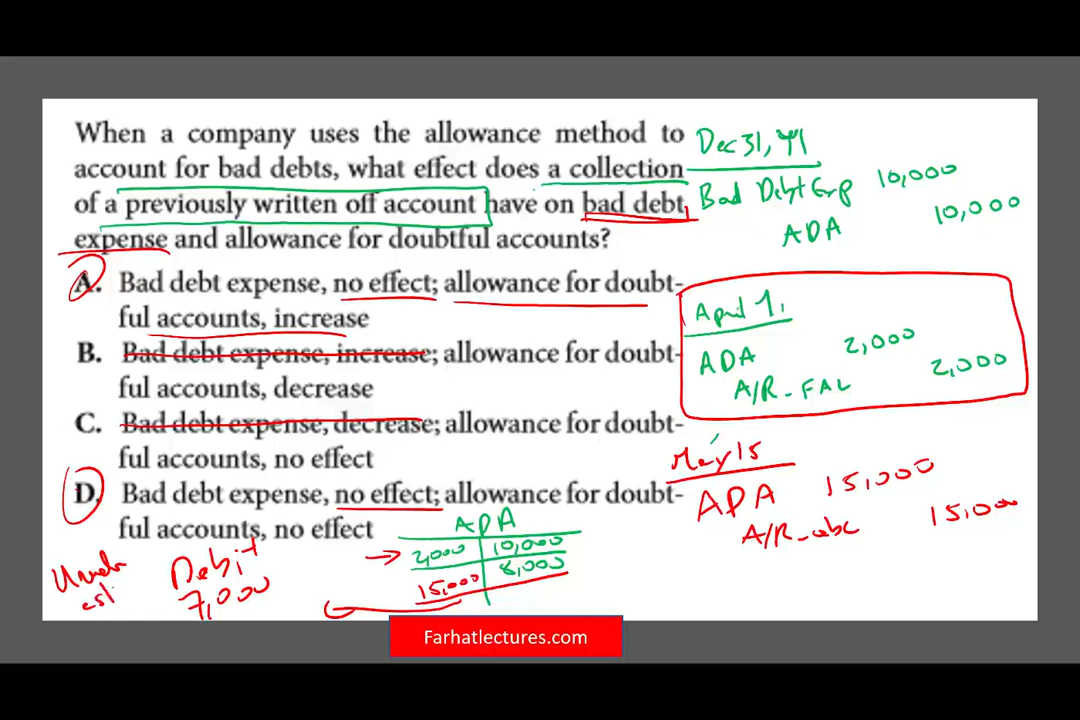 When a company uses the allowance method to
account for bad debts, what effect does a collection
of a previously written off account have on bad debt
expense and allowance for doubtful accounts?
A. Bad debt expense, no effect; allowance for doubt-
ful accounts, increase
B. Bad debt expense, increase; allowance for doubt-
ful accounts, decrease
C. Bad debt expense, decrease; allowance for doubt-
ful accounts, no effect
D. Bad debt expense, no effect; allowance for doubt-
ful accounts, no effect
Dec 31, Y1
Bad Debt Exp 10,000
ADA 10,000
April 1,
ADA 2,000
A/R - FAL 2,000
May 15
ADA 15,000
A/R - abc 15,000
ADA
2,000 10,000
8,000
15,000
Debit
7,000
Under
est
Farhatlectures.com